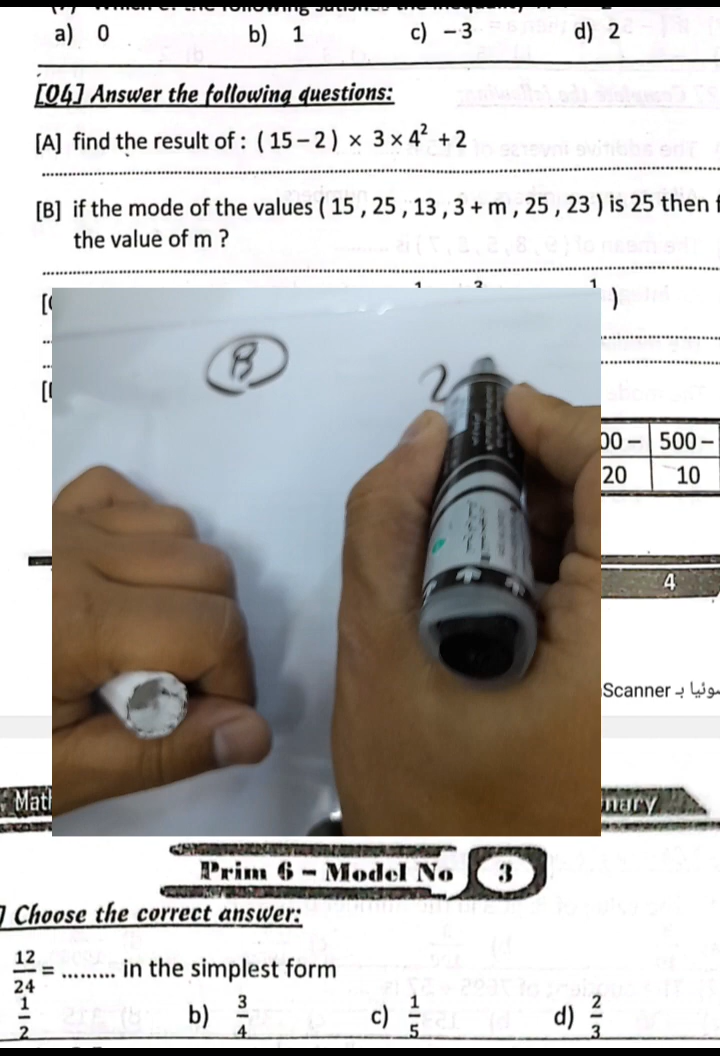 a) 0 b) 1 c) −3 d) 2
[Q4] Answer the following questions:
[A] find the result of : ( 15 − 2 ) × 3 × 4² + 2
[B] if the mode of the values ( 15 , 25 , 13 , 3 + m , 25 , 23 ) is 25 then
the value of m ?
)
B
2
00 − 500 −
20 10
4
Scanner
Prim 6 – Model No 3
Choose the correct answer:
12/24 = ......... in the simplest form
1/2 b) 3/4 c) 1/5 d) 2/3